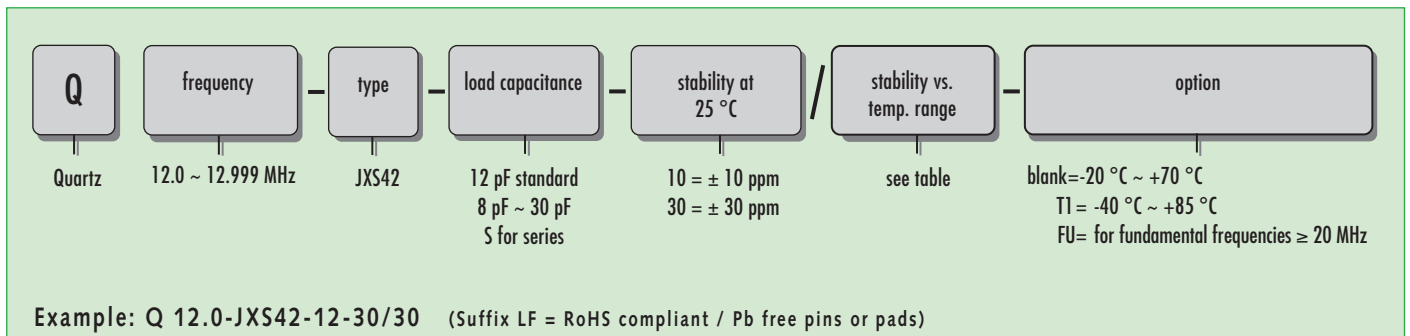 Q
frequency
–
type
–
load capacitance
–
stability at
25 °C
/
stability vs.
temp. range
–
option
Quartz
12.0 ~ 12.999 MHz
JXS42
12 pF standard
8 pF ~ 30 pF
S for series
10 = ± 10 ppm
30 = ± 30 ppm
see table
blank=-20 °C ~ +70 °C
T1 = -40 °C ~ +85 °C
FU= for fundamental frequencies ≥ 20 MHz
Example: Q 12.0-JXS42-12-30/30 (Suffix LF = RoHS compliant / Pb free pins or pads)